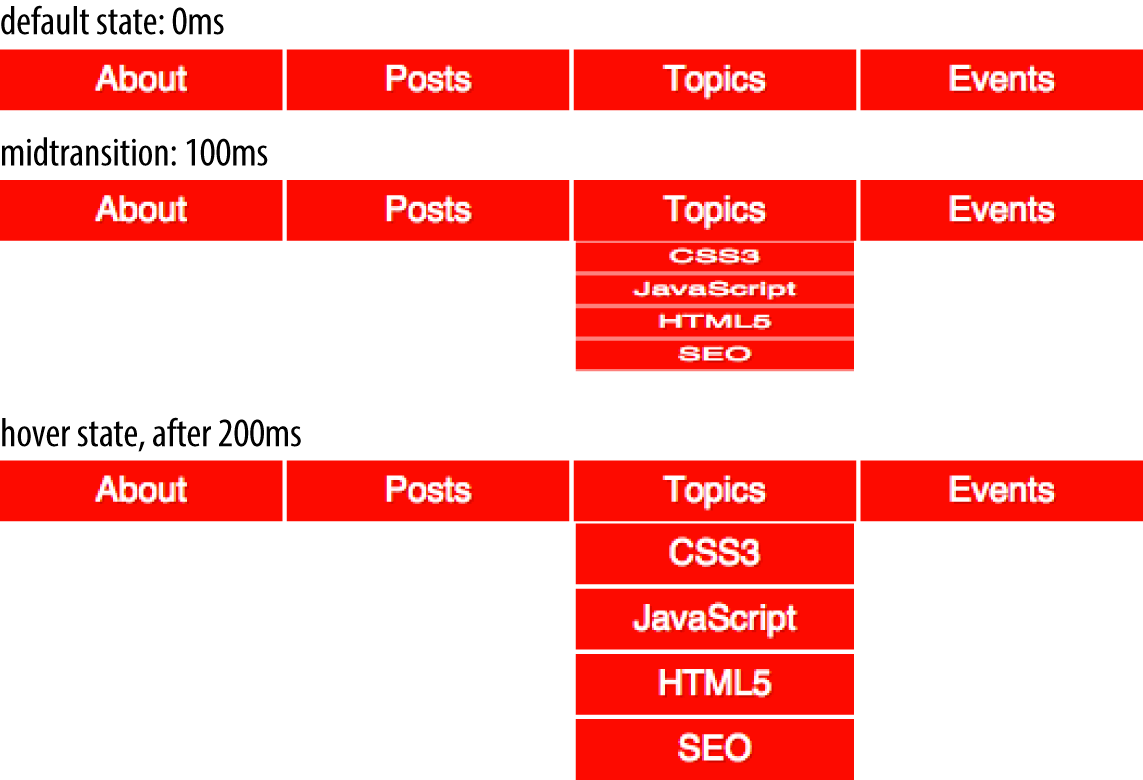 default state: 0ms
About Posts Topics Events
midtransition: 100ms
About Posts Topics Events
CSS3
JavaScript
HTML5
SEO
hover state, after 200ms
About Posts Topics Events
CSS3
JavaScript
HTML5
SEO